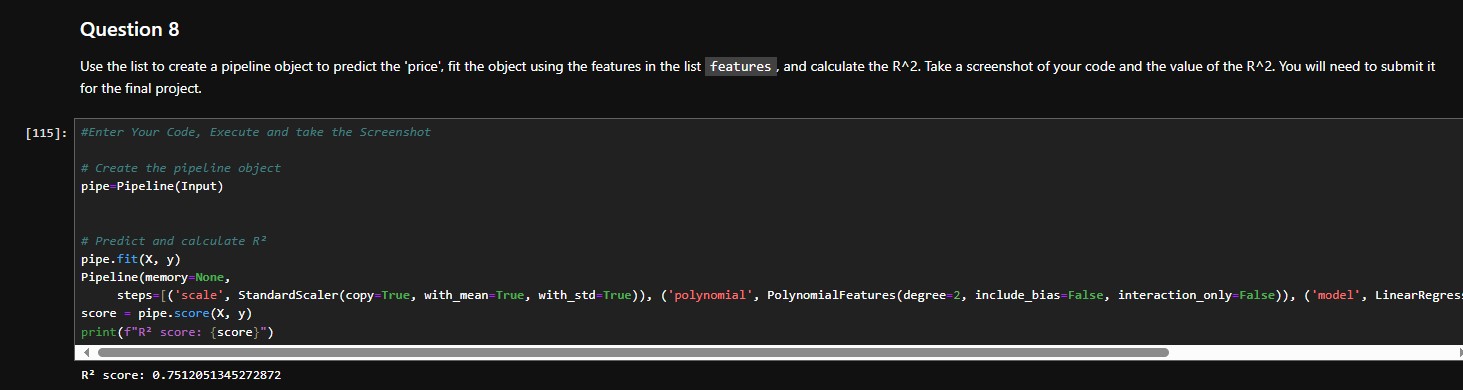 Question 8
Use the list to create a pipeline object to predict the 'price', fit the object using the features in the list features, and calculate the R^2. Take a screenshot of your code and the value of the R^2. You will need to submit it
for the final project.
[115]: #Enter Your Code, Execute and take the Screenshot
# Create the pipeline object
pipe=Pipeline(Input)
# Predict and calculate R²
pipe.fit(X, y)
Pipeline(memory=None,
steps=[('scale', StandardScaler(copy=True, with_mean=True, with_std=True)), ('polynomial', PolynomialFeatures(degree=2, include_bias=False, interaction_only=False)), ('model', LinearRegres
score = pipe.score(X, y)
print(f"R² score: {score}")
R² score: 0.7512051345272872